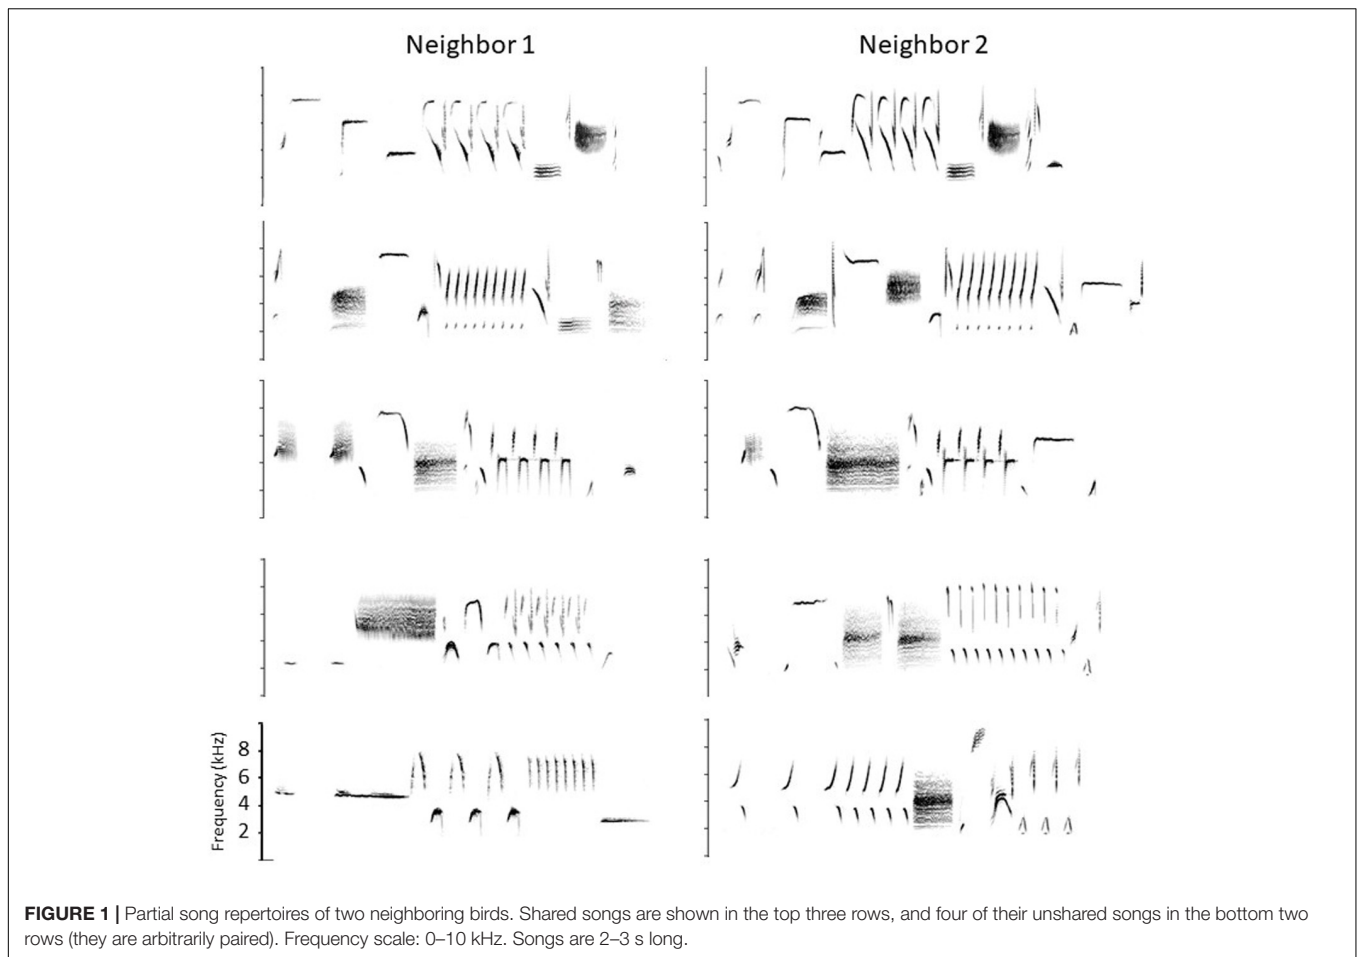 Neighbor 1
Neighbor 2
Frequency (kHz)
8
6
4
2
FIGURE 1 | Partial song repertoires of two neighboring birds. Shared songs are shown in the top three rows, and four of their unshared songs in the bottom two
rows (they are arbitrarily paired). Frequency scale: 0–10 kHz. Songs are 2–3 s long.